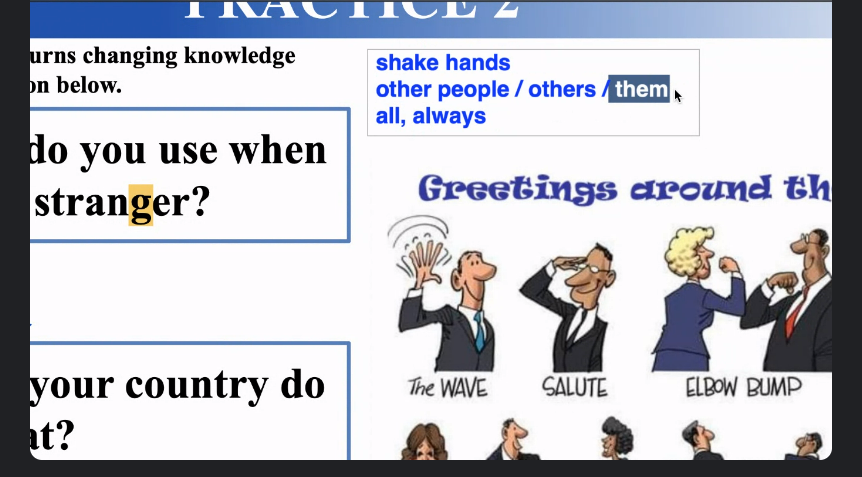 PRACTICE 2
urns changing knowledge
on below.
do you use when
stranger?
your country do
at?
shake hands
other people / others / them
all, always
Greetings around th
The WAVE
SALUTE
ELBOW BUMP